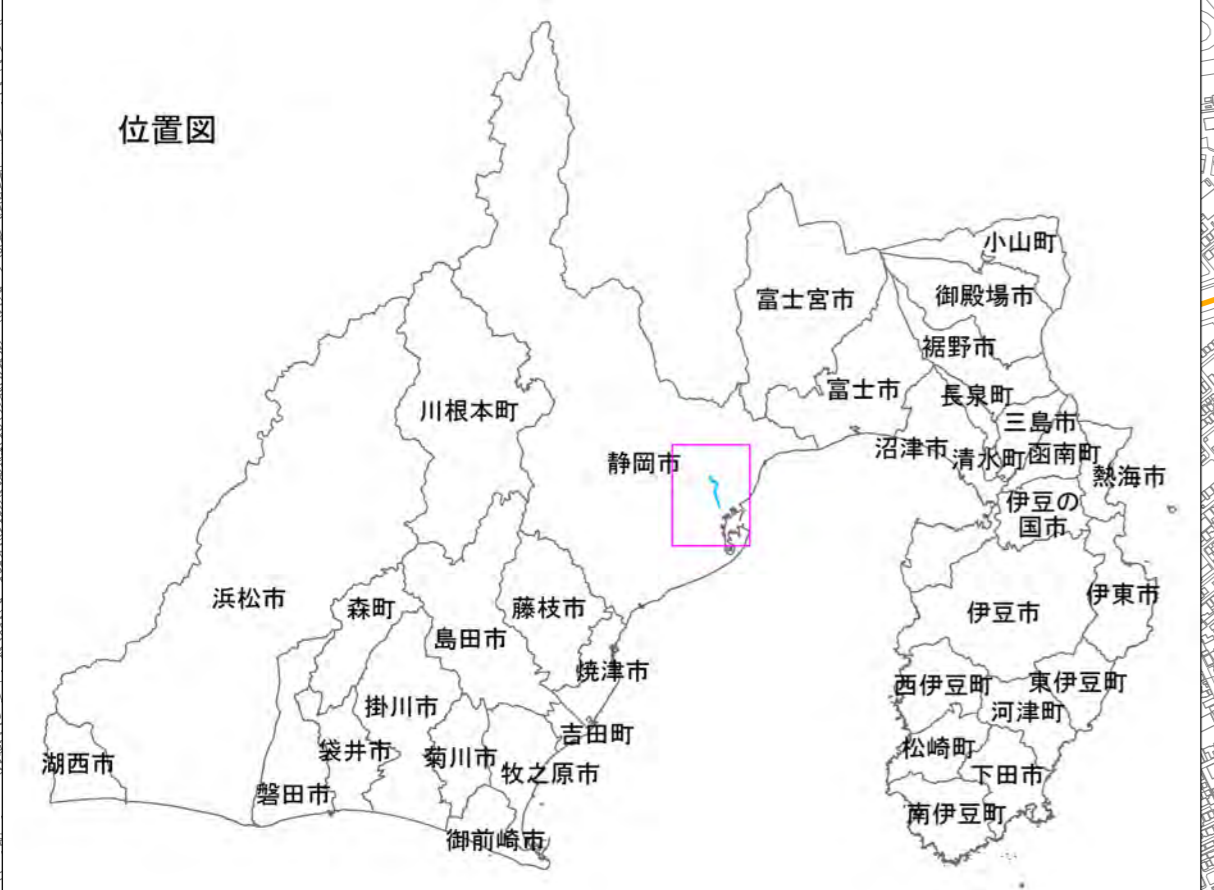 位置図
小山町
御殿場市
富士宮市
裾野市
富士市
長泉町
川根本町
三島市
沼津市
清水町
函南町
静岡市
熱海市
伊豆の
国市
浜松市
森町
藤枝市
伊豆市
伊東市
島田市
焼津市
西伊豆町
東伊豆町
掛川市
河津町
吉田町
袋井市
菊川市
松崎町
湖西市
牧之原市
下田市
磐田市
南伊豆町
御前崎市